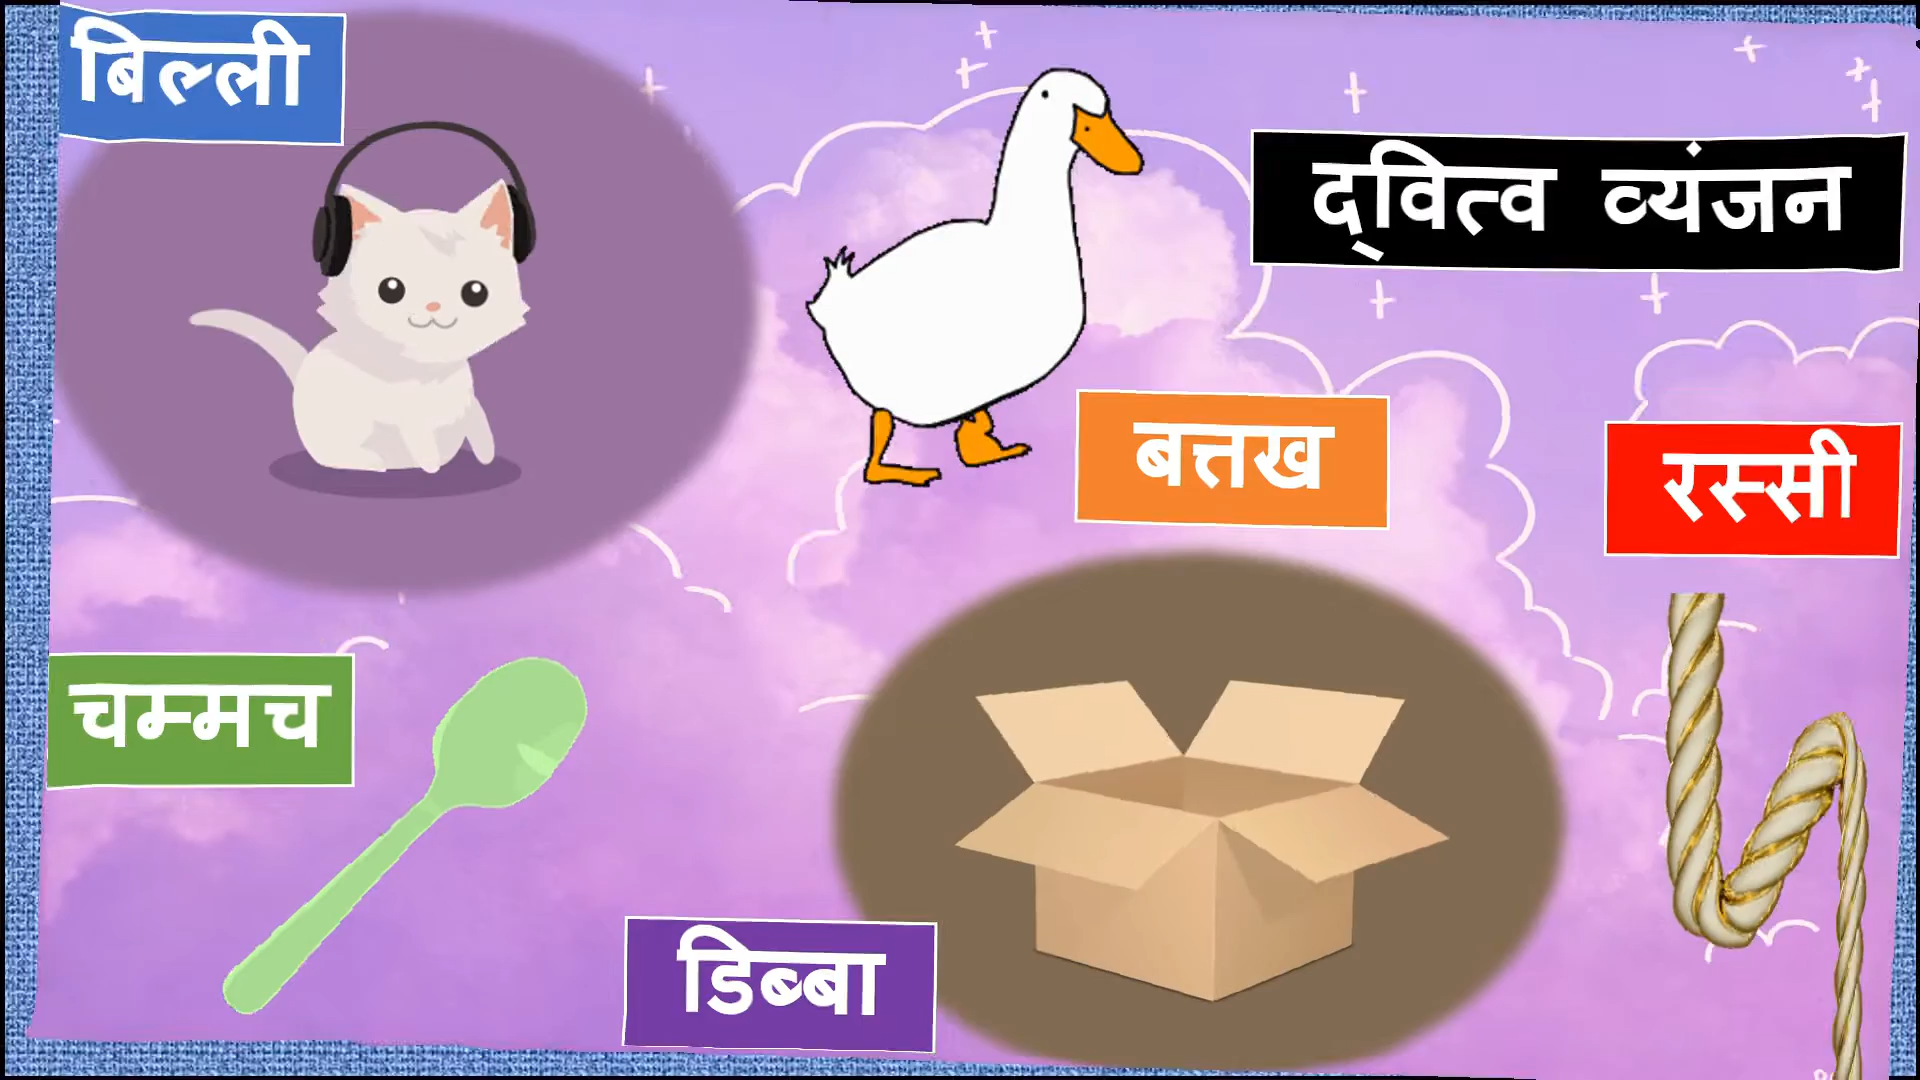 बिल्ली
द्वित्व व्यंजन
बत्तख
रस्सी
चम्मच
डिब्बा